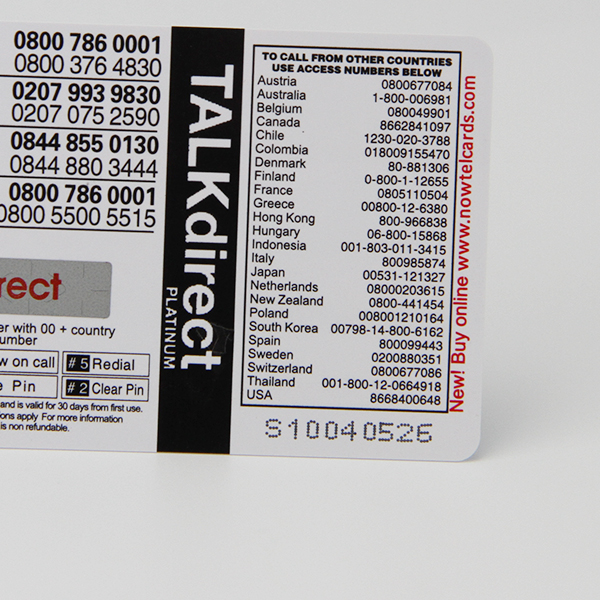 0800 786 0001
0800 376 4830
0207 993 9830
0207 075 2590
0844 855 0130
0844 880 3444
0800 786 0001
0800 5500 5515
rect
er with 00 + country
number
w on call
# 5 Redial
e Pin
# 2 Clear Pin
and is valid for 30 days from first use.
ons apply For more information
is non refundable.
TALKdirect
PLATINUM
TO CALL FROM OTHER COUNTRIES
USE ACCESS NUMBERS BELOW
Austria 0800677084
Australia 1-800-006981
Belgium 080049901
Canada 8662841097
Chile 1230-020-3788
Colombia 018009155470
Denmark 80-881306
Finland 0-800-1-12655
France 0805110504
Greece 00800-12-6380
Hong Kong 800-966838
Hungary 06-800-15868
Indonesia 001-803-011-3415
Italy 800985874
Japan 00531-121327
Netherlands 08000203615
New Zealand 0800-441454
Poland 008001210164
South Korea 00798-14-800-6162
Spain 800099443
Sweden 0200880351
Switzerland 0800677086
Thailand 001-800-12-0664918
USA 8668400648
S10040526
New! Buy online www.nowtelcards.com